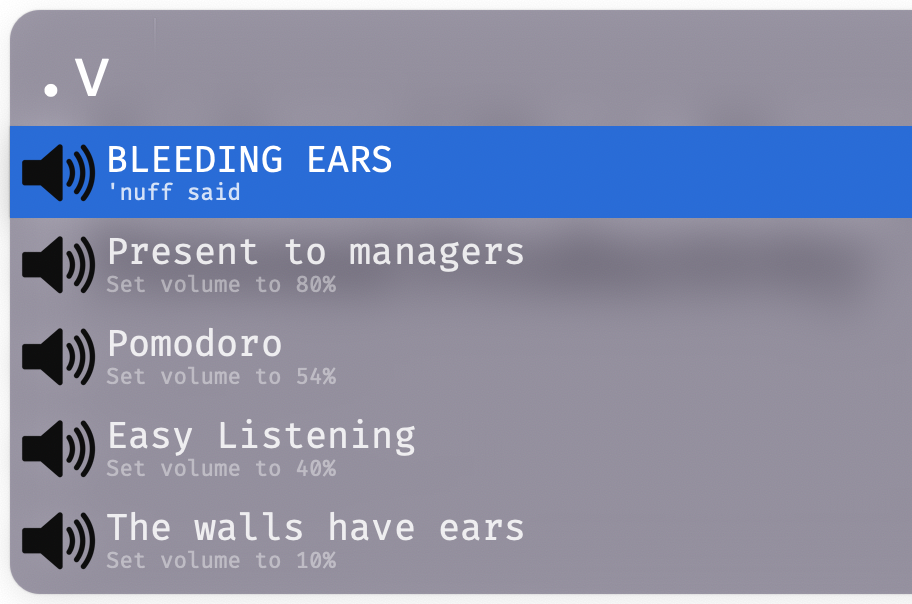 .v
BLEEDING EARS
'nuff said
Present to managers
Set volume to 80%
Pomodoro
Set volume to 54%
Easy Listening
Set volume to 40%
The walls have ears
Set volume to 10%